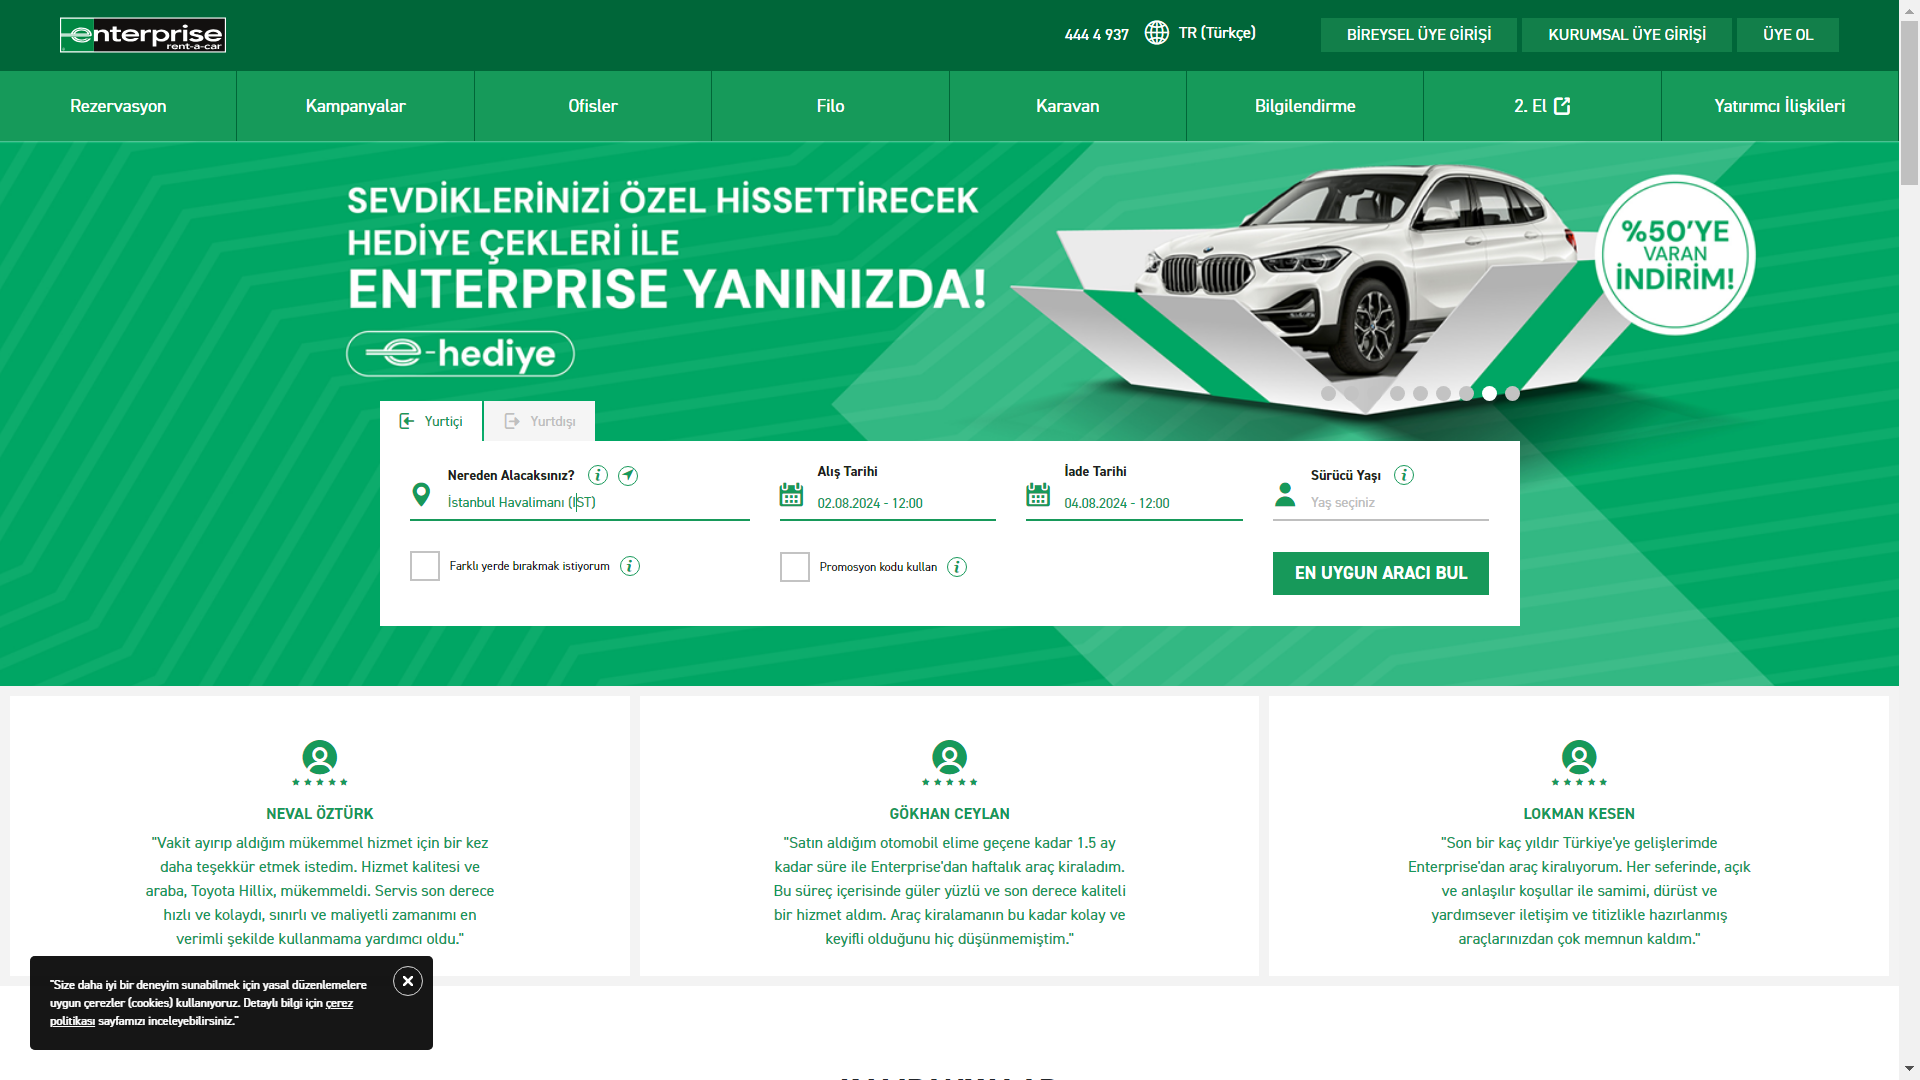 enterprise
rent-a-car
444 4 937
TR (Türkçe)
BİREYSEL ÜYE GİRİŞİ
KURUMSAL ÜYE GİRİŞİ
ÜYE OL
Rezervasyon
Kampanyalar
Ofisler
Filo
Karavan
Bilgilendirme
2. El
Yatırımcı İlişkileri
SEVDİKLERİNİZİ ÖZEL HİSSETTİRECEK
HEDİYE ÇEKLERİ İLE
ENTERPRISE YANINIZDA!
e-hediye
%50'YE
VARAN
İNDİRİM!
Yurtiçi
Yurtdışı
Nereden Alacaksınız?
İstanbul Havalimanı (IST)
Alış Tarihi
02.08.2024 - 12:00
İade Tarihi
04.08.2024 - 12:00
Sürücü Yaşı
Yaş seçiniz
Farklı yerde bırakmak istiyorum
Promosyon kodu kullan
EN UYGUN ARACI BUL
NEVAL ÖZTÜRK
"Vakit ayırıp aldığım mükemmel hizmet için bir kez
daha teşekkür etmek istedim. Hizmet kalitesi ve
araba, Toyota Hillix, mükemmeldi. Servis son derece
hızlı ve kolaydı, sınırlı ve maliyetli zamanımı en
verimli şekilde kullanmama yardımcı oldu."
GÖKHAN CEYLAN
"Satın aldığım otomobil elime geçene kadar 1.5 ay
kadar süre ile Enterprise'dan haftalık araç kiraladım.
Bu süreç içerisinde güler yüzlü ve son derece kaliteli
bir hizmet aldım. Araç kiralamanın bu kadar kolay ve
keyifli olduğunu hiç düşünmemiştim."
LOKMAN KESEN
"Son bir kaç yıldır Türkiye'ye gelişlerimde
Enterprise'dan araç kiralıyorum. Her seferinde, açık
ve anlaşılır koşullar ile samimi, dürüst ve
yardımsever iletişim ve titizlikle hazırlanmış
araçlarınızdan çok memnun kaldım."
"Size daha iyi bir deneyim sunabilmek için yasal düzenlemelere
uygun çerezler (cookies) kullanıyoruz. Detaylı bilgi için çerez
politikası sayfamızı inceleyebilirsiniz."